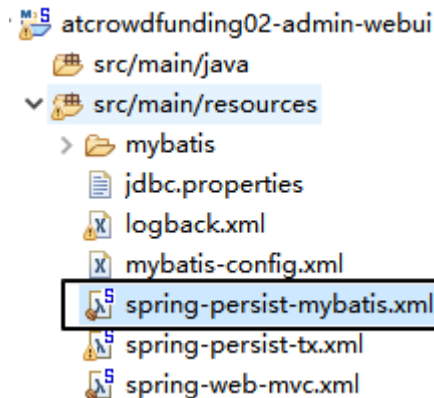 atcrowdfunding02-admin-webui
src/main/java
src/main/resources
mybatis
jdbc.properties
logback.xml
mybatis-config.xml
spring-persist-mybatis.xml
spring-persist-tx.xml
spring-web-mvc.xml